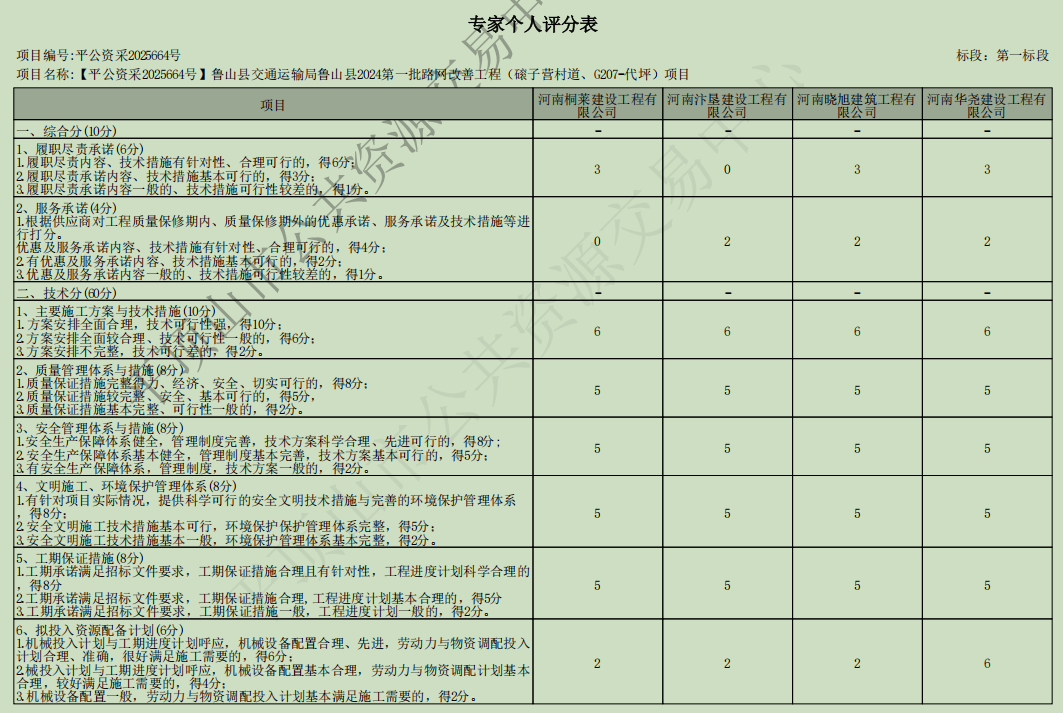 专家个人评分表
项目编号:平公资采2025664号
标段：第一标段
项目名称:【平公资采2025664号】鲁山县交通运输局鲁山县2024第一批路网改善工程（磙子营村道、G207-代坪）项目
项目
河南桐莱建设工程有
限公司
河南汴垦建设工程有
限公司
河南晓旭建筑工程有
限公司
河南华尧建设工程有
限公司
一、综合分(10分)
- - - -
1、履职尽责承诺(6分)
1.履职尽责内容、技术措施有针对性、合理可行的，得6分；
2.履职尽责承诺内容、技术措施基本可行的，得3分；
3.履职尽责承诺内容一般的、技术措施可行性较差的，得1分。
3 0 3 3
2、服务承诺(4分)
1.根据供应商对工程质量保修期内、质量保修期外的优惠承诺、服务承诺及技术措施等进
行打分。
优惠及服务承诺内容、技术措施有针对性、合理可行的，得4分；
2.有优惠及服务承诺内容、技术措施基本可行的，得2分；
3.优惠及服务承诺内容一般的、技术措施可行性较差的，得1分。
0 2 2 2
二、技术分(60分)
- - - -
1、主要施工方案与技术措施(10分)
1.方案安排全面合理，技术可行性强，得10分；
2.方案安排全面较合理、技术可行性一般的，得6分；
3.方案安排不完整，技术可行差的，得2分。
6 6 6 6
2、质量管理体系与措施(8分)
1.质量保证措施完整得力、经济、安全、切实可行的，得8分；
2.质量保证措施较完整、安全、基本可行的，得5分，
3.质量保证措施基本完整、可行性一般的，得2分。
5 5 5 5
3、安全管理体系与措施(8分)
1.安全生产保障体系健全，管理制度完善，技术方案科学合理、先进可行的，得8分；
2.安全生产保障体系基本健全，管理制度基本完善，技术方案基本可行的，得5分；
3.有安全生产保障体系，管理制度，技术方案一般的，得2分。
5 5 5 5
4、文明施工、环境保护管理体系(8分)
1.有针对项目实际情况，提供科学可行的安全文明技术措施与完善的环境保护管理体系
，得8分；
2.安全文明施工技术措施基本可行，环境保护保护管理体系完整，得5分；
3.安全文明施工技术措施基本一般，环境保护管理体系基本完整，得2分。
5 5 5 5
5、工期保证措施(8分)
1.工期承诺满足招标文件要求，工期保证措施合理且有针对性，工程进度计划科学合理的
，得8分
2.工期承诺满足招标文件要求，工期保证措施合理,工程进度计划基本合理的，得5分
3.工期承诺满足招标文件要求，工期保证措施一般，工程进度计划一般的，得2分。
5 5 5 5
6、拟投入资源配备计划(6分)
1.机械投入计划与工期进度计划呼应，机械设备配置合理、先进，劳动力与物资调配投入
计划合理、准确，很好满足施工需要的，得6分；
2.械投入计划与工期进度计划呼应，机械设备配置基本合理，劳动力与物资调配计划基本
合理，较好满足施工需要的，得4分；
3.机械设备配置一般，劳动力与物资调配投入计划基本满足施工需要的，得2分。
2 2 2 6
平顶山市公共资源交易中
平顶山市公共资源交易中心